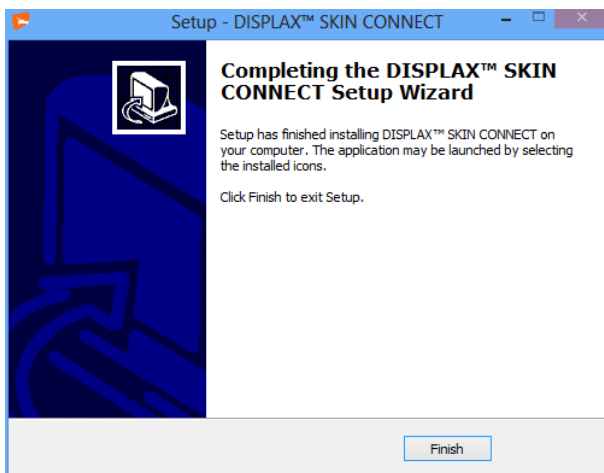 Setup - DISPLAX™ SKIN CONNECT
Completing the DISPLAX™ SKIN
CONNECT Setup Wizard
Setup has finished installing DISPLAX™ SKIN CONNECT on
your computer. The application may be launched by selecting
the installed icons.
Click Finish to exit Setup.
Finish